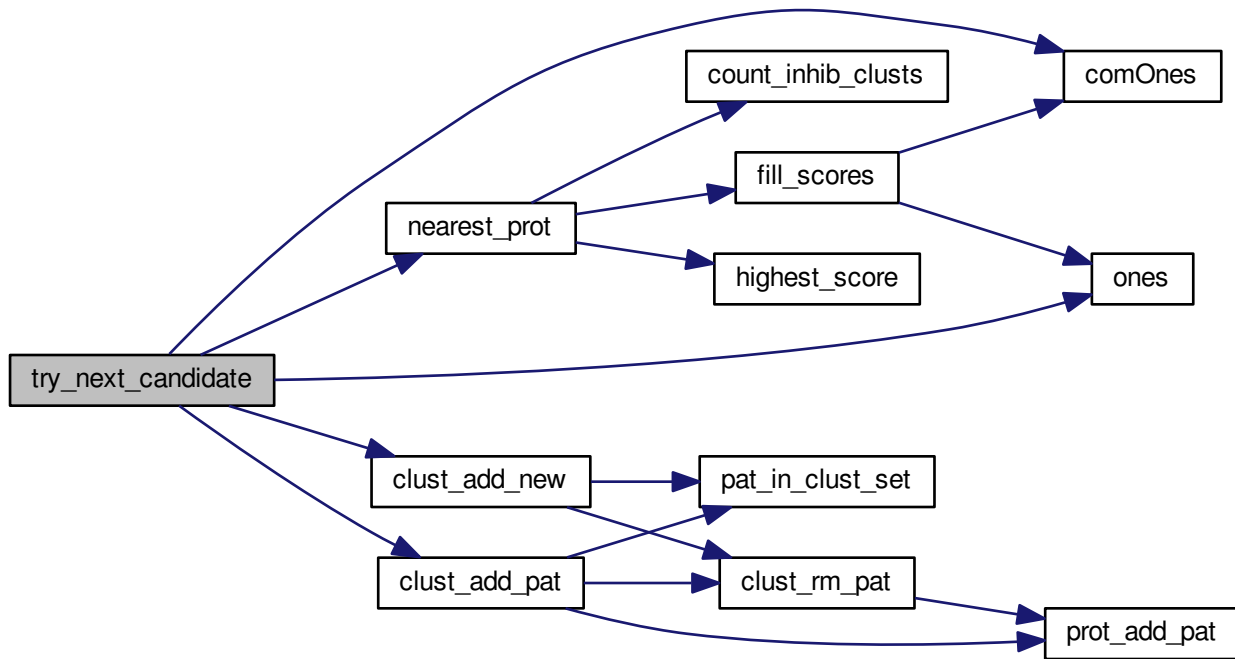 count_inhib_clusts
comOnes
fill_scores
nearest_prot
highest_score
ones
try_next_candidate
clust_add_new
pat_in_clust_set
clust_add_pat
clust_rm_pat
prot_add_pat